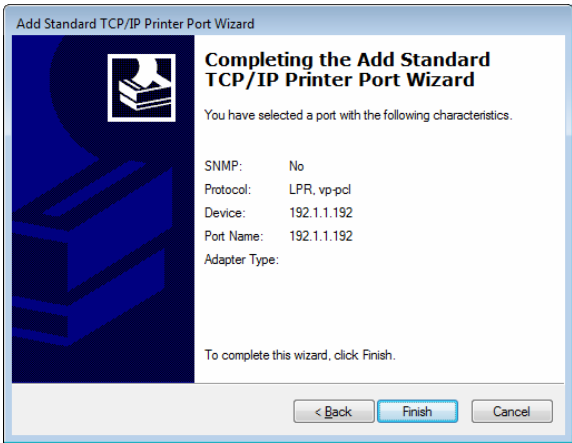 Add Standard TCP/IP Printer Port Wizard
Completing the Add Standard
TCP/IP Printer Port Wizard
You have selected a port with the following characteristics.
SNMP: No
Protocol: LPR, vp-pcl
Device: 192.1.1.192
Port Name: 192.1.1.192
Adapter Type:
To complete this wizard, click Finish.
< Back Finish Cancel